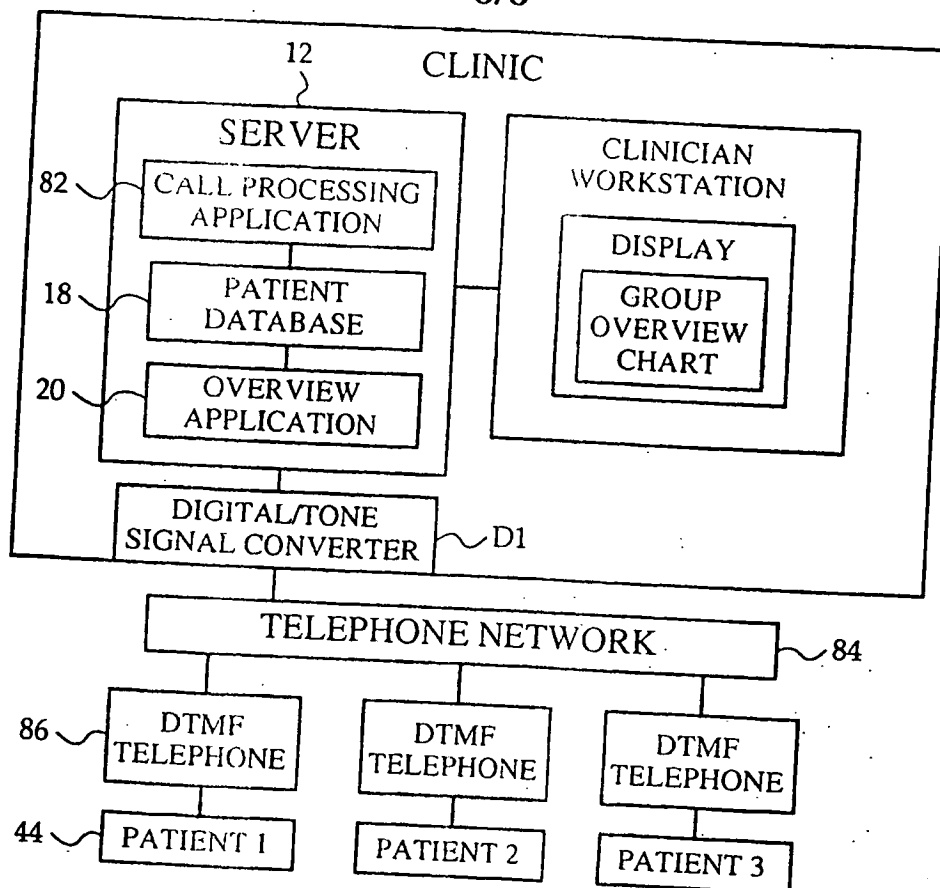 CLINIC
12
SERVER
82
CALL PROCESSING
APPLICATION
18
PATIENT
DATABASE
20
OVERVIEW
APPLICATION
CLINICIAN
WORKSTATION
DISPLAY
GROUP
OVERVIEW
CHART
DIGITAL/TONE
SIGNAL CONVERTER
D1
TELEPHONE NETWORK
84
86
DTMF
TELEPHONE
DTMF
TELEPHONE
DTMF
TELEPHONE
44
PATIENT 1
PATIENT 2
PATIENT 3